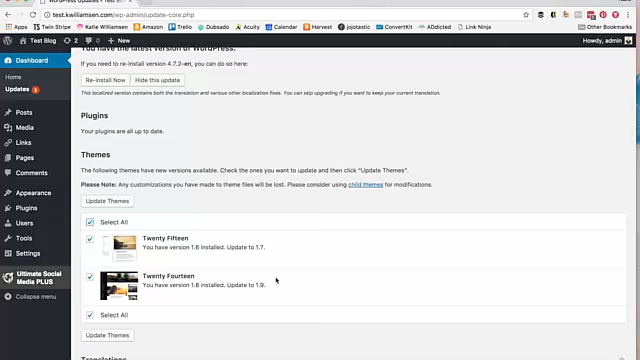 WordPress Updates ‹ Test Bl
test.kwilliamsen.com/wp-admin/update-core.php
Apps
Twitter
Katie Williamsen
Amazon
Trello
Dubsado
Acuity
Calendar
Harvest
jojotastic
ConvertKit
ADdicted
Link Ninja
Other Bookmarks
Test Blog
2
1
New
Howdy, admin
Dashboard
Home
Updates 2
Posts
Media
Links
Pages
Comments
Appearance
Plugins
Users
Tools
Settings
Ultimate Social
Media PLUS
Collapse menu
You have the latest version of WordPress.
If you need to re-install version 4.7.2–en, you can do so here:
Re-install Now
Hide this update
This localized version contains both the translation and various other localization fixes. You can skip upgrading if you want to keep your current translation.
Plugins
Your plugins are all up to date.
Themes
The following themes have new versions available. Check the ones you want to update and then click “Update Themes”.
Please Note: Any customizations you have made to theme files will be lost. Please consider using child themes for modifications.
Update Themes
Select All
Twenty Fifteen
You have version 1.6 installed. Update to 1.7.
Twenty Fourteen
You have version 1.8 installed. Update to 1.9.
Select All
Update Themes
Translations